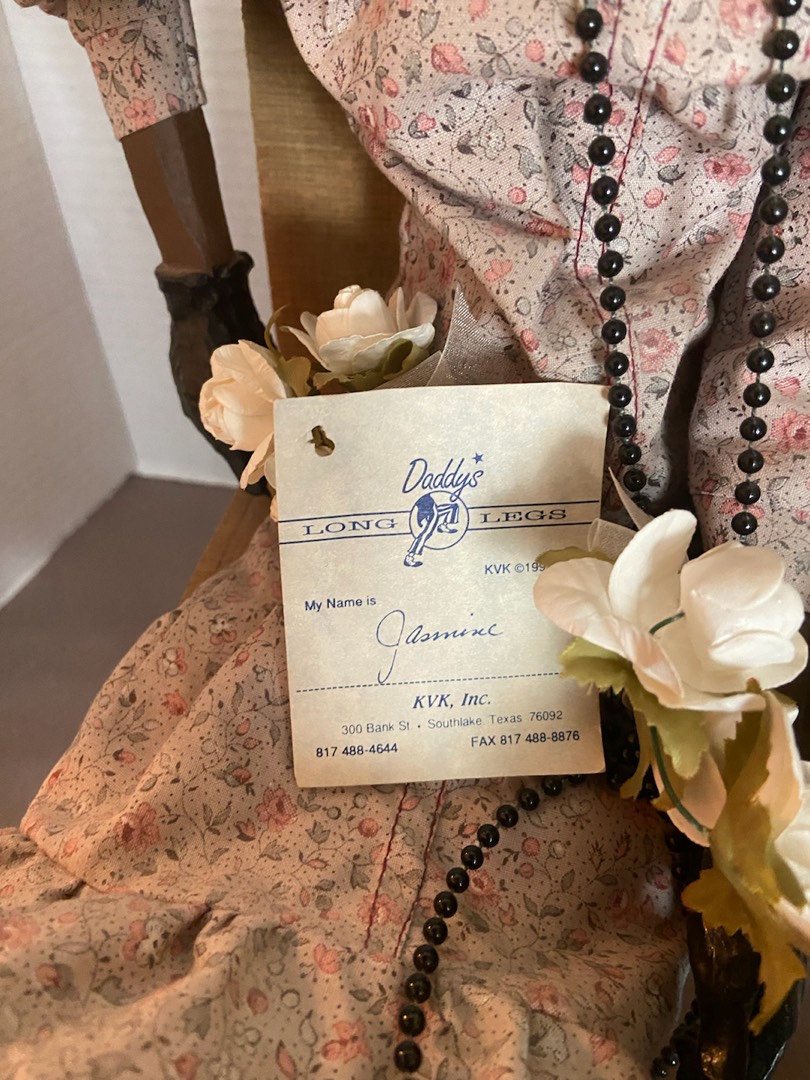 Daddy's
LONG LEGS
KVK ©199
My Name is
Jasmine
KVK, Inc.
300 Bank St • Southlake, Texas 76092
817 488-4644 FAX 817 488-8876